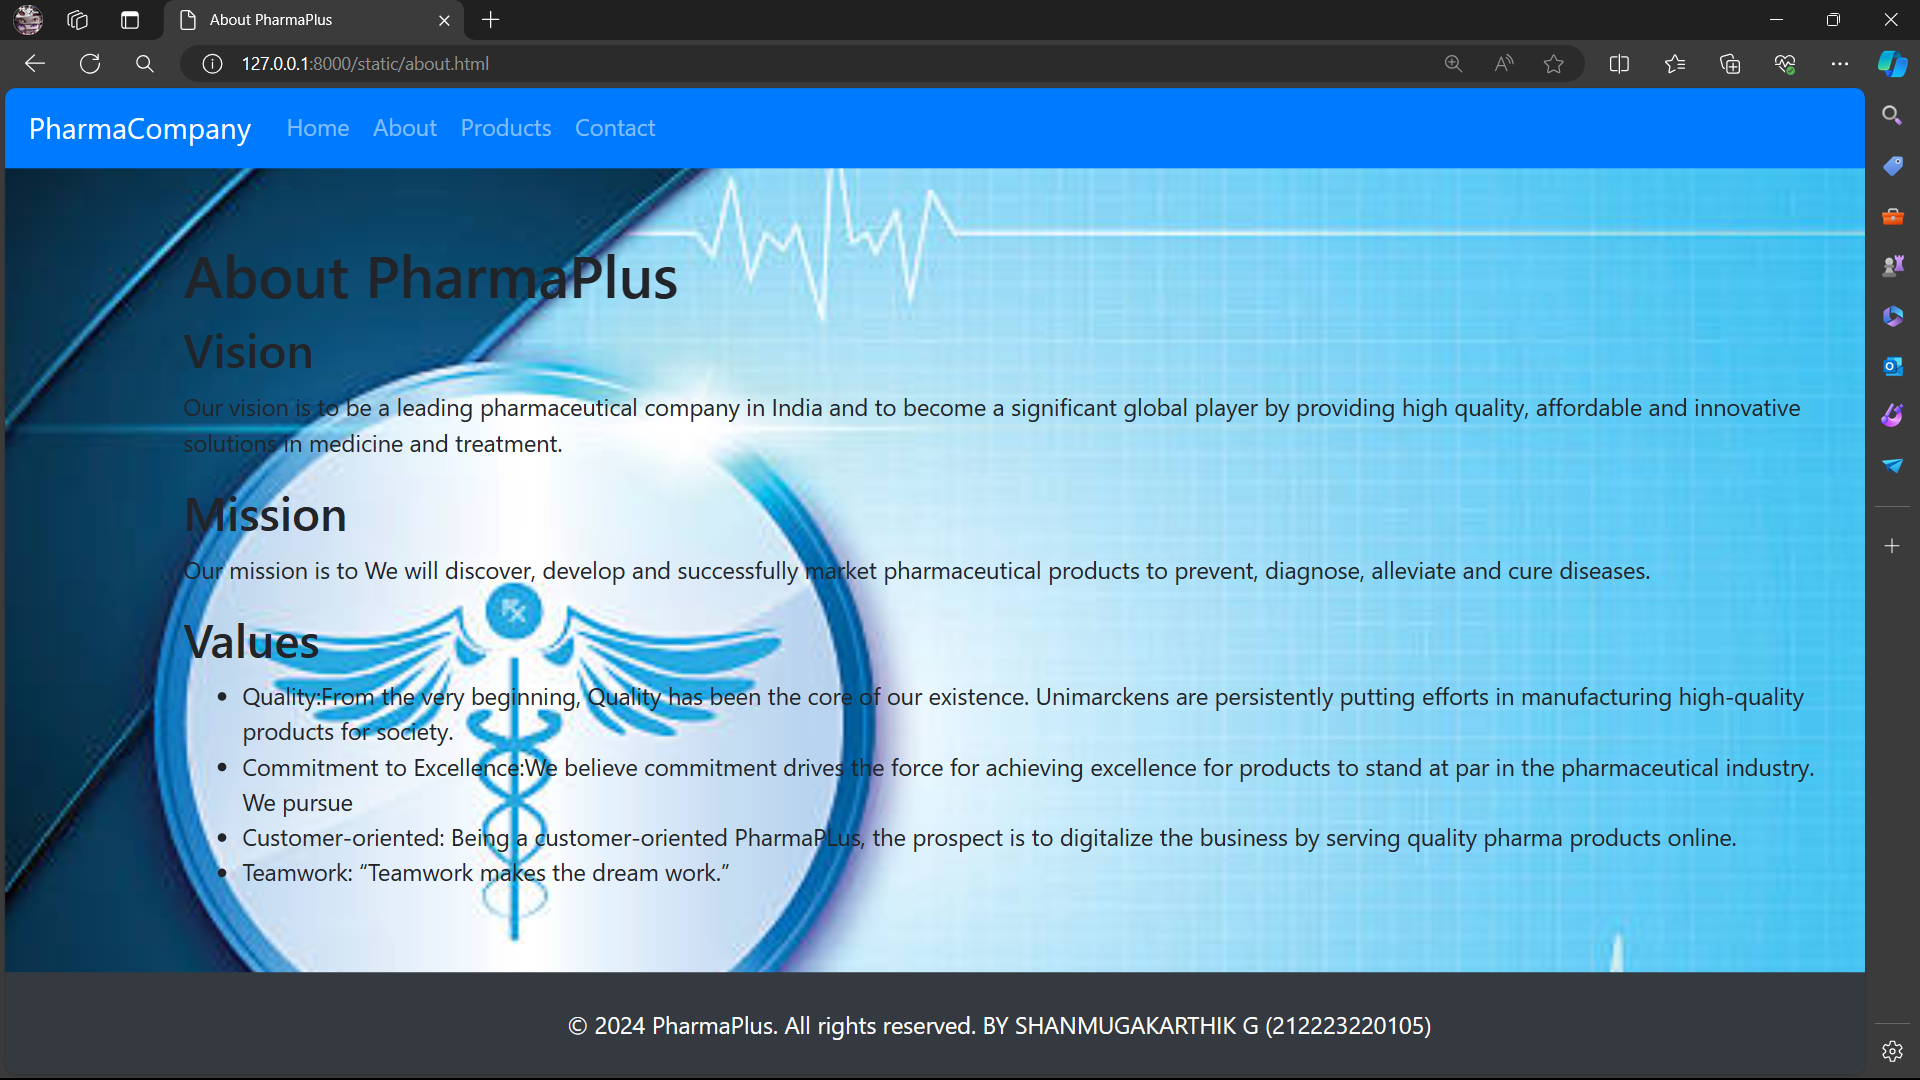 About PharmaPlus
127.0.0.1:8000/static/about.html
PharmaCompany Home About Products Contact
About PharmaPlus
Vision
Our vision is to be a leading pharmaceutical company in India and to become a significant global player by providing high quality, affordable and innovative
solutions in medicine and treatment.
Mission
Our mission is to We will discover, develop and successfully market pharmaceutical products to prevent, diagnose, alleviate and cure diseases.
Values
• Quality:From the very beginning, Quality has been the core of our existence. Unimarckens are persistently putting efforts in manufacturing high-quality
products for society.
• Commitment to Excellence:We believe commitment drives the force for achieving excellence for products to stand at par in the pharmaceutical industry.
We pursue
• Customer-oriented: Being a customer-oriented PharmaPLus, the prospect is to digitalize the business by serving quality pharma products online.
• Teamwork: “Teamwork makes the dream work.”
© 2024 PharmaPlus. All rights reserved. BY SHANMUGAKARTHIK G (212223220105)